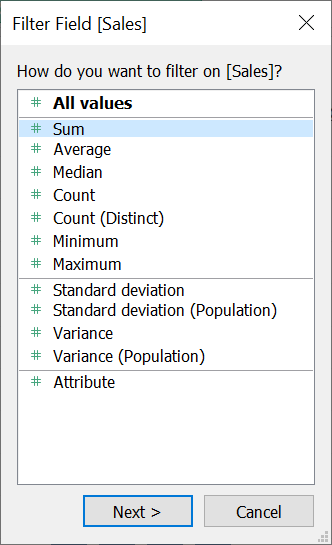 Filter Field [Sales]
How do you want to filter on [Sales]?
# All values
# Sum
# Average
# Median
# Count
# Count (Distinct)
# Minimum
# Maximum
# Standard deviation
# Standard deviation (Population)
# Variance
# Variance (Population)
# Attribute
Next > Cancel